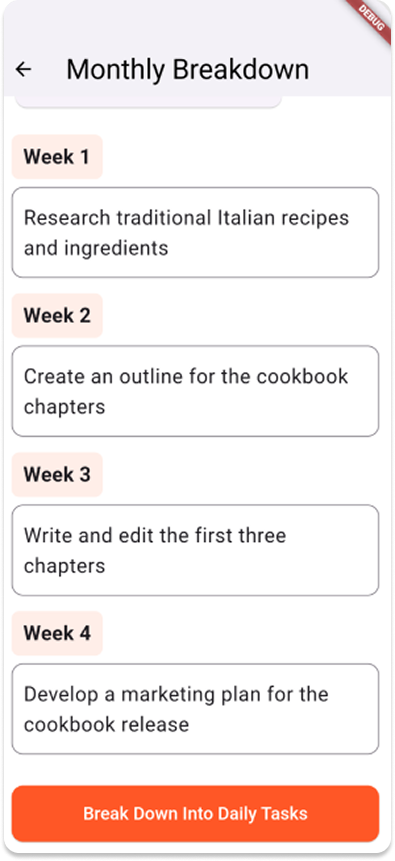 DEBUG
Monthly Breakdown
Week 1
Research traditional Italian recipes
and ingredients
Week 2
Create an outline for the cookbook
chapters
Week 3
Write and edit the first three
chapters
Week 4
Develop a marketing plan for the
cookbook release
Break Down Into Daily Tasks